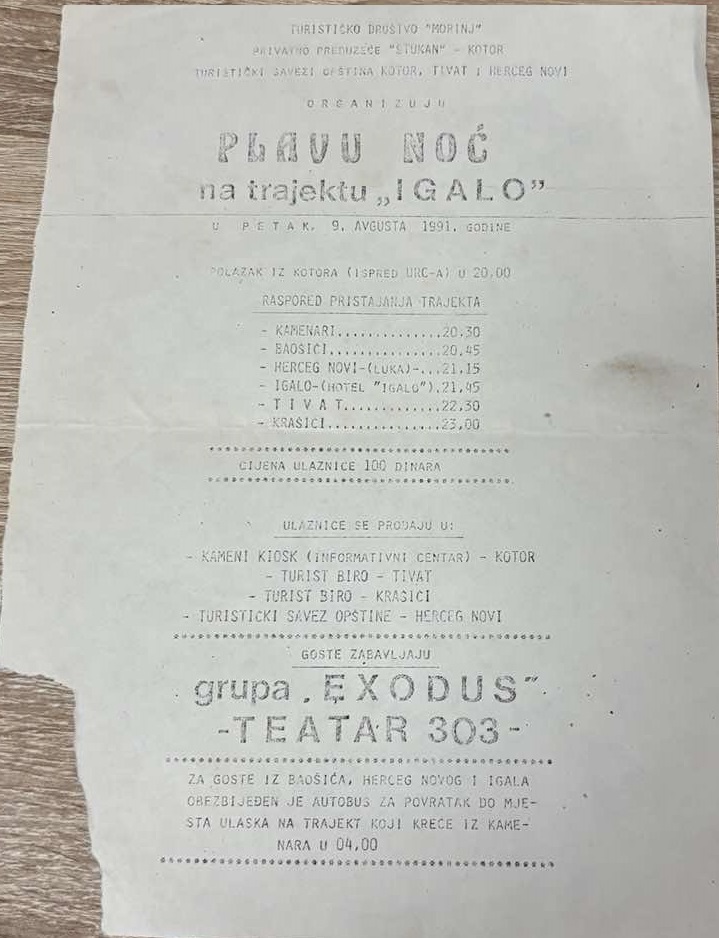 TURISTIČKO DRUŠTVO "MORINJ"
PRIVATNO PREDUZEĆE "ŠTUKAN" - KOTOR
TURISTIČKI SAVEZI OPŠTINA KOTOR, TIVAT I HERCEG NOVI
ORGANIZUJU
PLAVU NOĆ
na trajektu „IGALO”
U PETAK, 9. AVGUSTA 1991. GODINE
POLAZAK IZ KOTORA (ISPRED URC-A) U 20,00
RASPORED PRISTAJANJA TRAJEKTA
- KAMENARI..............20,30
- BAOŠIĆI...............20,45
- HERCEG NOVI-(LUKA)-...21,15
- IGALO-(HOTEL "IGALO").21,45
- T I V A T.............22,30
- KRAŠIĆI...............23,00
CIJENA ULAZNICE 100 DINARA
ULAZNICE SE PRODAJU U:
- KAMENI KIOSK (INFORMATIVNI CENTAR) - KOTOR
- TURIST BIRO - TIVAT
- TURIST BIRO - KRAŠIĆI
- TURISTIČKI SAVEZ OPŠTINE - HERCEG NOVI
GOSTE ZABAVLJAJU
grupa „EXODUS”
-TEATAR 303-
ZA GOSTE IZ BAOŠIĆA, HERCEG NOVOG I IGALA
OBEZBIJEĐEN JE AUTOBUS ZA POVRATAK DO MJE-
STA ULASKA NA TRAJEKT KOJI KREĆE IZ KAME-
NARA U 04,00